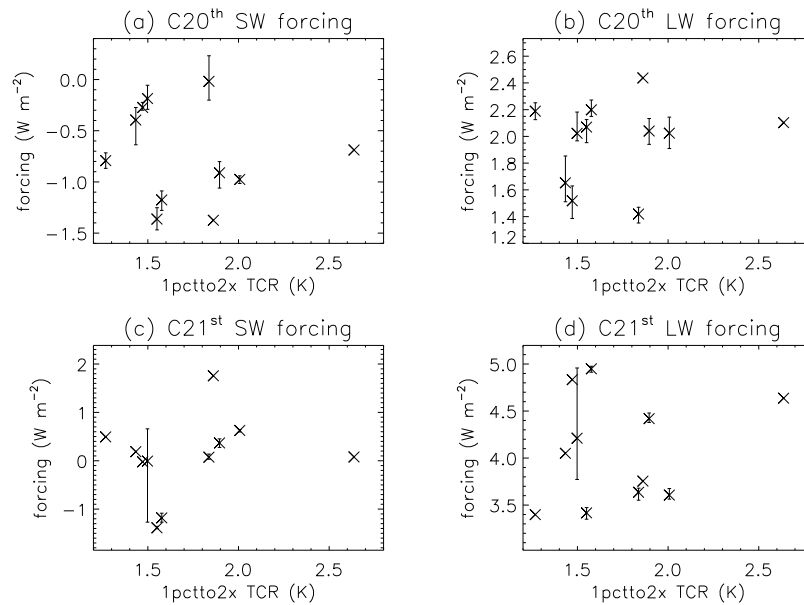 (a) C20th SW forcing
forcing (W m−2)
0.0
−0.5
−1.0
−1.5
1.5 2.0 2.5
1pctto2x TCR (K)
(b) C20th LW forcing
forcing (W m−2)
2.6
2.4
2.2
2.0
1.8
1.6
1.4
1.2
1.5 2.0 2.5
1pctto2x TCR (K)
(c) C21st SW forcing
forcing (W m−2)
2
1
0
−1
1.5 2.0 2.5
1pctto2x TCR (K)
(d) C21st LW forcing
forcing (W m−2)
5.0
4.5
4.0
3.5
1.5 2.0 2.5
1pctto2x TCR (K)